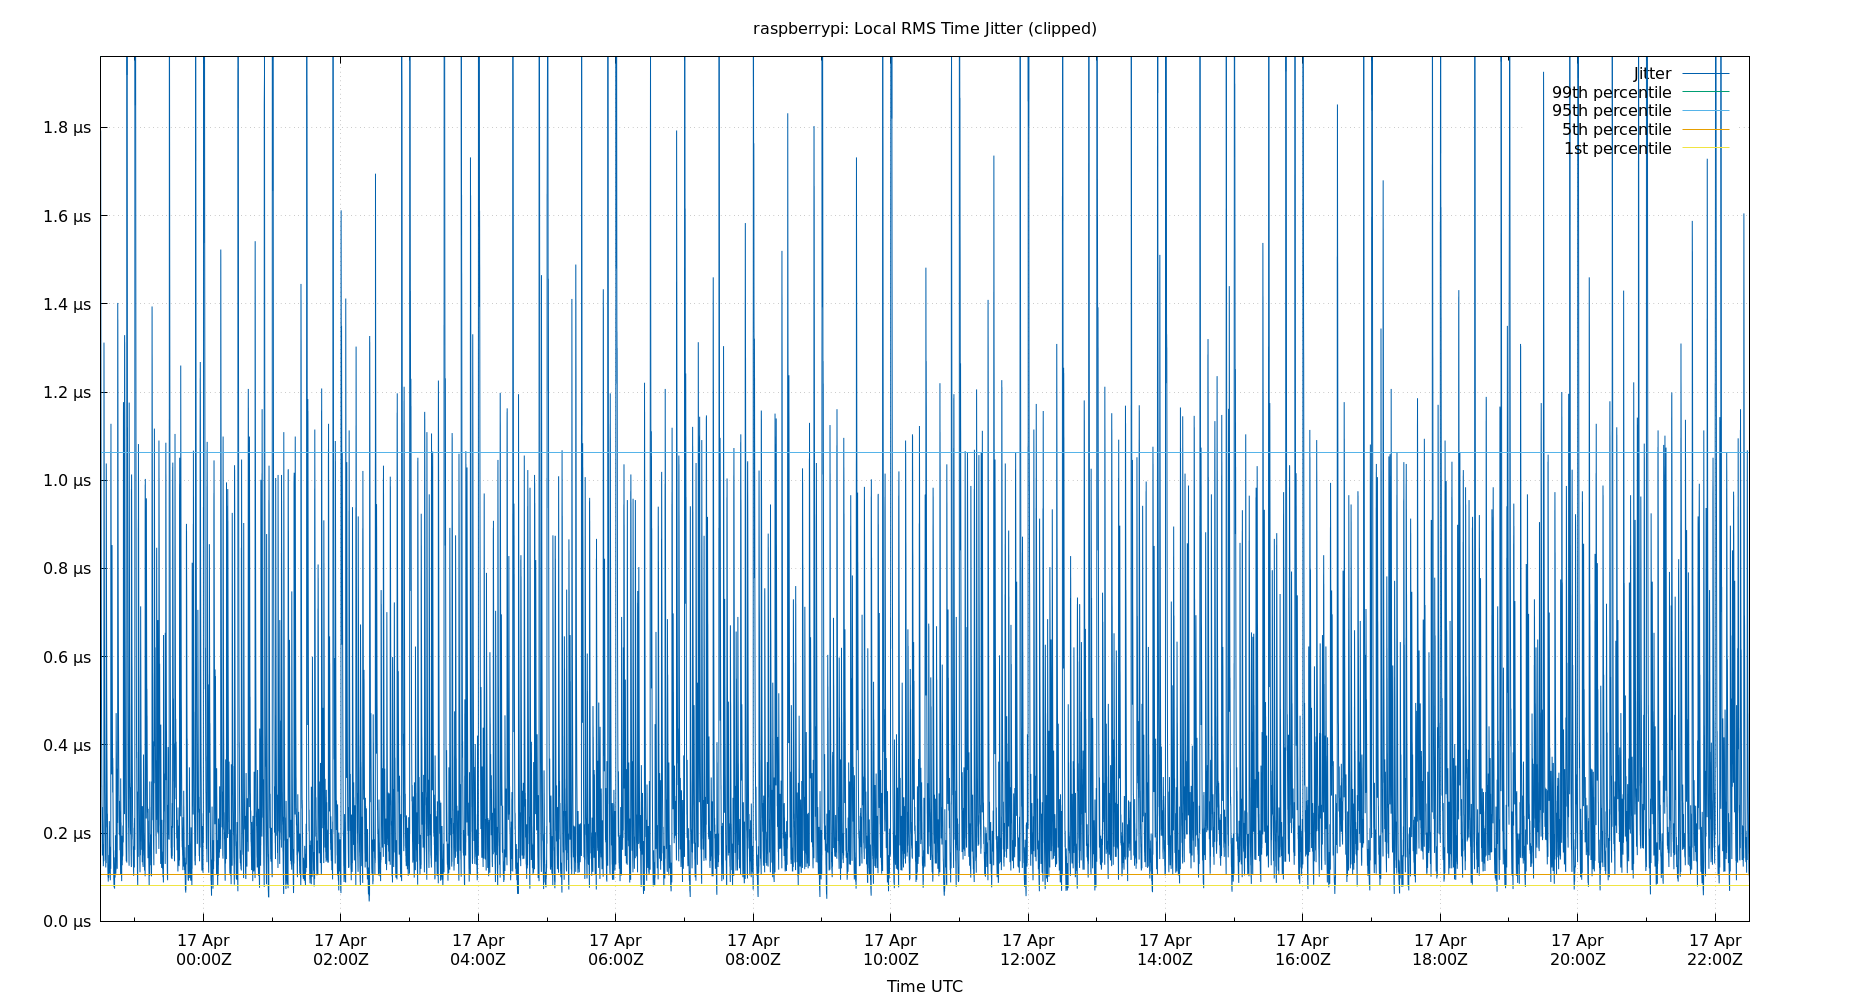 raspberrypi: Local RMS Time Jitter (clipped)
Jitter
99th percentile
95th percentile
5th percentile
1st percentile
1.8 µs
1.6 µs
1.4 µs
1.2 µs
1.0 µs
0.8 µs
0.6 µs
0.4 µs
0.2 µs
0.0 µs
17 Apr 17 Apr 17 Apr 17 Apr 17 Apr 17 Apr 17 Apr 17 Apr 17 Apr 17 Apr 17 Apr 17 Apr
00:00Z 02:00Z 04:00Z 06:00Z 08:00Z 10:00Z 12:00Z 14:00Z 16:00Z 18:00Z 20:00Z 22:00Z
Time UTC